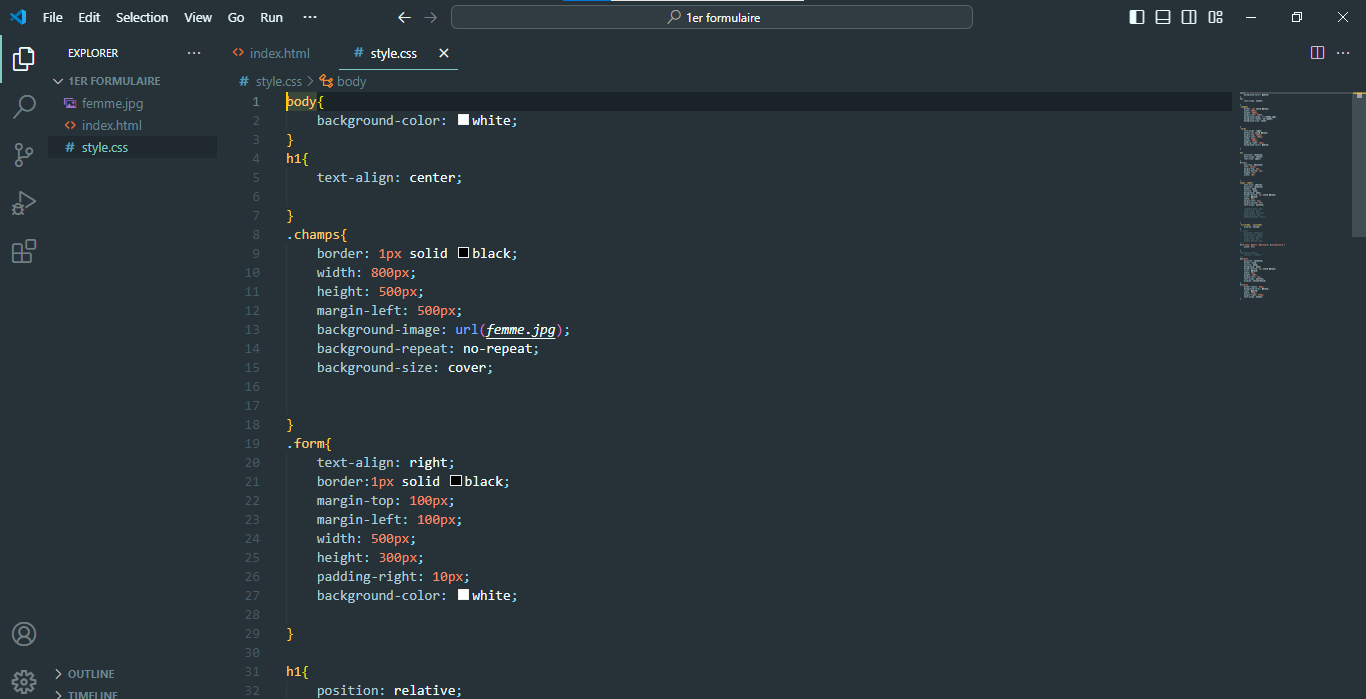 File Edit Selection View Go Run ···
1er formulaire
EXPLORER ···
1ER FORMULAIRE
femme.jpg
<> index.html
# style.css
OUTLINE
TIMELINE
<> index.html
# style.css
# style.css > body
1 body{
2 background-color: white;
3 }
4 h1{
5 text-align: center;
6
7 }
8 .champs{
9 border: 1px solid black;
10 width: 800px;
11 height: 500px;
12 margin-left: 500px;
13 background-image: url(femme.jpg);
14 background-repeat: no-repeat;
15 background-size: cover;
16
17
18 }
19 .form{
20 text-align: right;
21 border:1px solid black;
22 margin-top: 100px;
23 margin-left: 100px;
24 width: 500px;
25 height: 300px;
26 padding-right: 10px;
27 background-color: white;
28
29 }
30
31 h1{
32 position: relative;